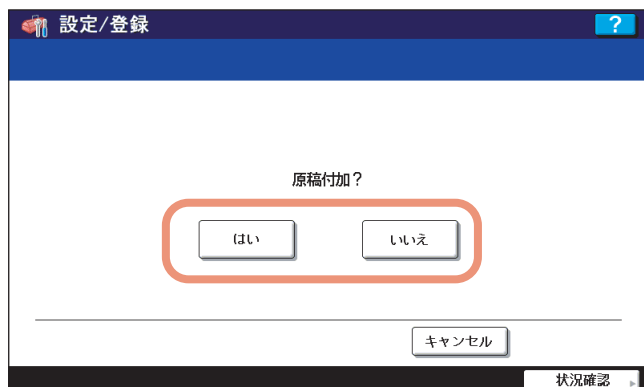 設定/登録
?
原稿付加？
はい
いいえ
キャンセル
状況確認